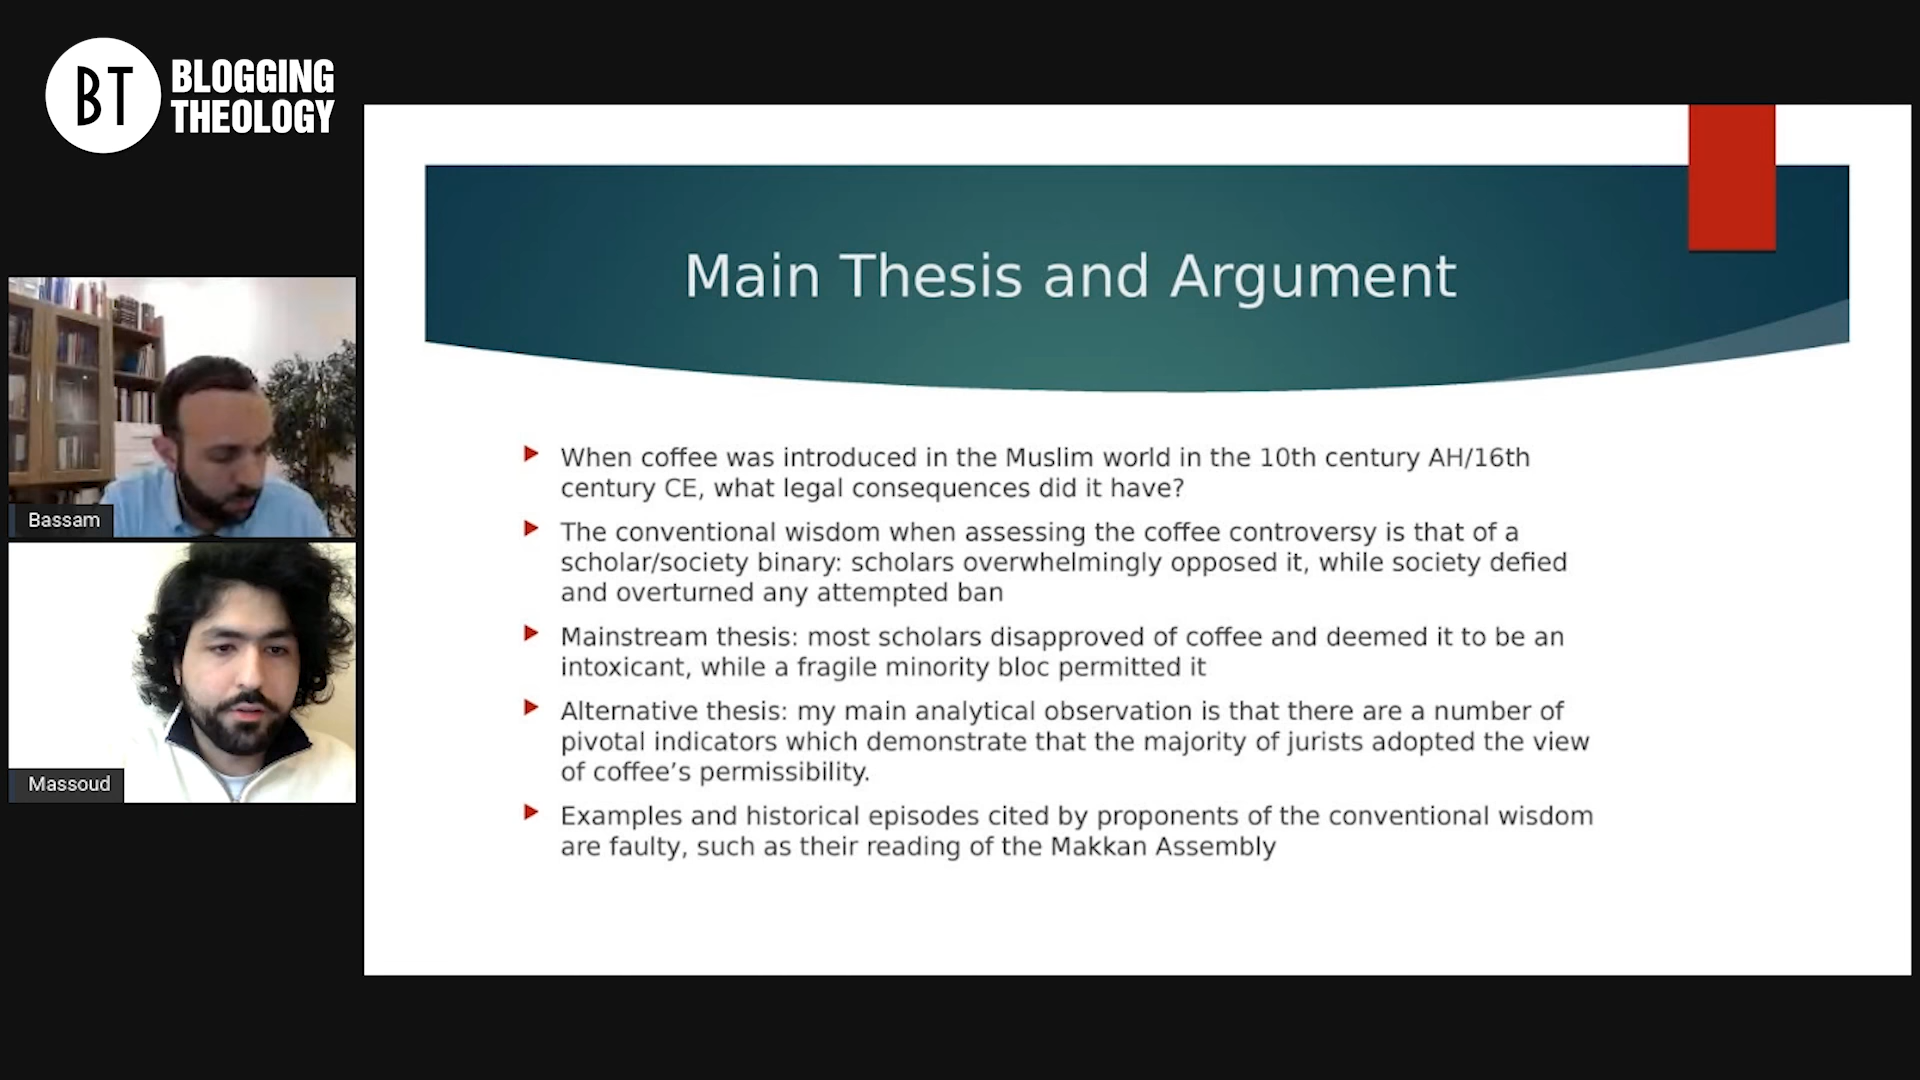 BT
BLOGGING
THEOLOGY
Bassam
Massoud
Main Thesis and Argument
When coffee was introduced in the Muslim world in the 10th century AH/16th
century CE, what legal consequences did it have?
The conventional wisdom when assessing the coffee controversy is that of a
scholar/society binary: scholars overwhelmingly opposed it, while society defied
and overturned any attempted ban
Mainstream thesis: most scholars disapproved of coffee and deemed it to be an
intoxicant, while a fragile minority bloc permitted it
Alternative thesis: my main analytical observation is that there are a number of
pivotal indicators which demonstrate that the majority of jurists adopted the view
of coffee’s permissibility.
Examples and historical episodes cited by proponents of the conventional wisdom
are faulty, such as their reading of the Makkan Assembly